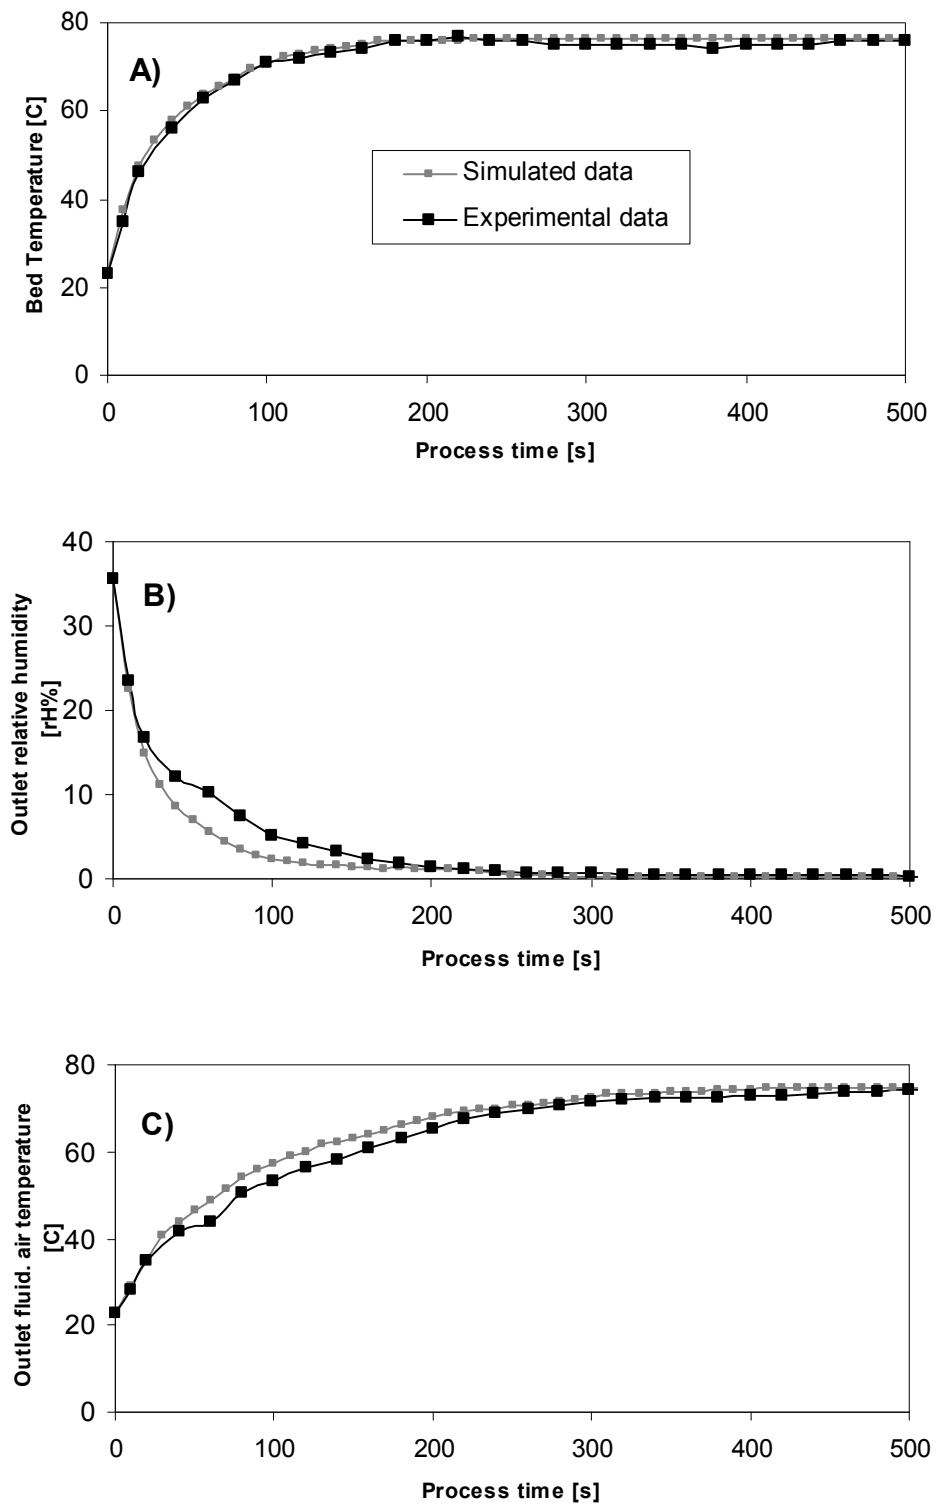 80
A)
60
Bed Temperature [C]
Simulated data
40
Experimental data
20
0
0 100 200 300 400 500
Process time [s]
40
B)
30
Outlet relative humidity
[rH%]
20
10
0
0 100 200 300 400 500
Process time [s]
80
C)
60
Outlet fluid. air temperature
[C]
40
20
0
0 100 200 300 400 500
Process time [s]